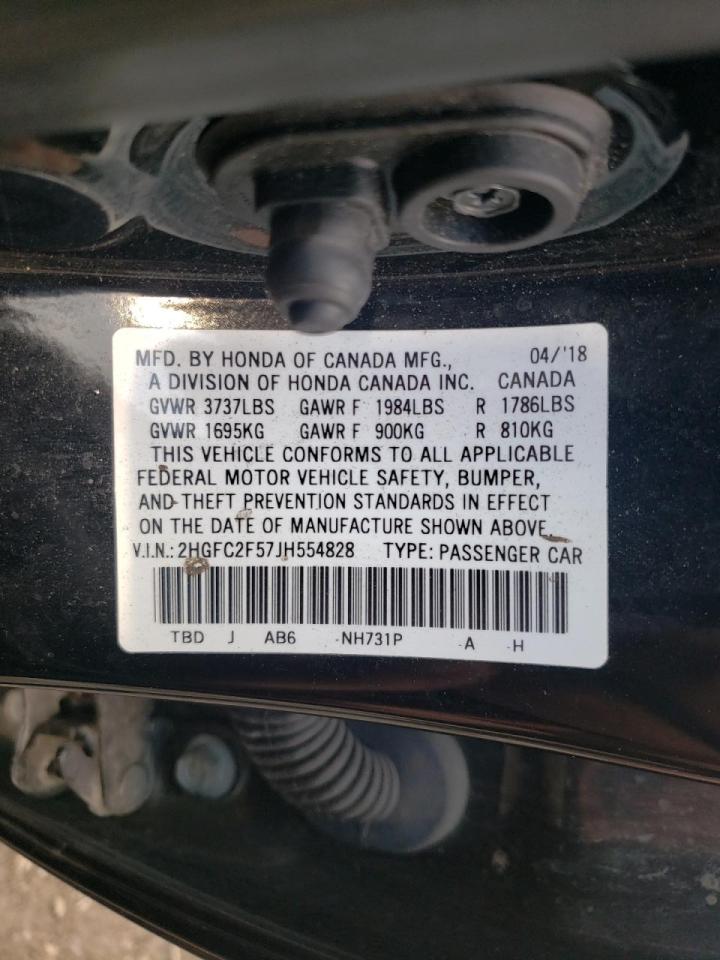 MFD. BY HONDA OF CANADA MFG., 04/'18
A DIVISION OF HONDA CANADA INC. CANADA
GVWR 3737LBS GAWR F 1984LBS R 1786LBS
GVWR 1695KG GAWR F 900KG R 810KG
THIS VEHICLE CONFORMS TO ALL APPLICABLE
FEDERAL MOTOR VEHICLE SAFETY, BUMPER,
AND THEFT PREVENTION STANDARDS IN EFFECT
ON THE DATE OF MANUFACTURE SHOWN ABOVE
V.I.N.: 2HGFC2F57JH554828 TYPE: PASSENGER CAR
TBD J AB6 -NH731P -A -H